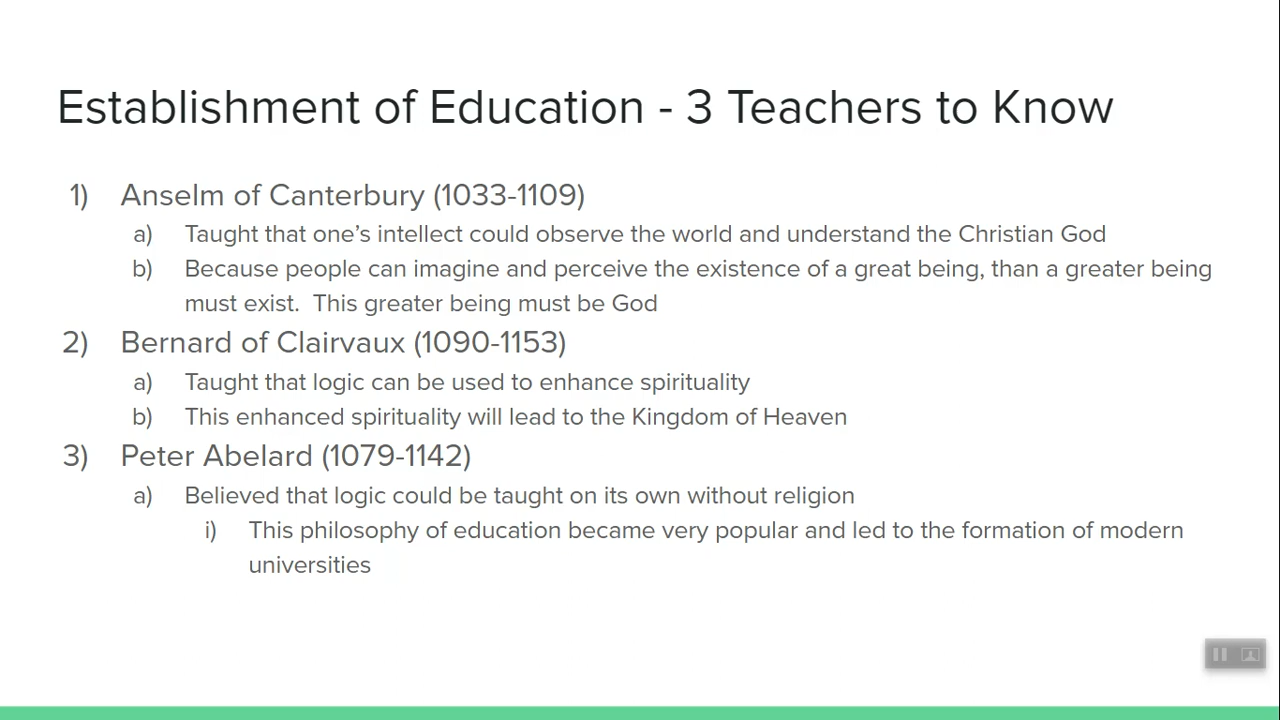 Establishment of Education - 3 Teachers to Know
1) Anselm of Canterbury (1033-1109)
a) Taught that one’s intellect could observe the world and understand the Christian God
b) Because people can imagine and perceive the existence of a great being, than a greater being
must exist.  This greater being must be God
2) Bernard of Clairvaux (1090-1153)
a) Taught that logic can be used to enhance spirituality
b) This enhanced spirituality will lead to the Kingdom of Heaven
3) Peter Abelard (1079-1142)
a) Believed that logic could be taught on its own without religion
i) This philosophy of education became very popular and led to the formation of modern
universities